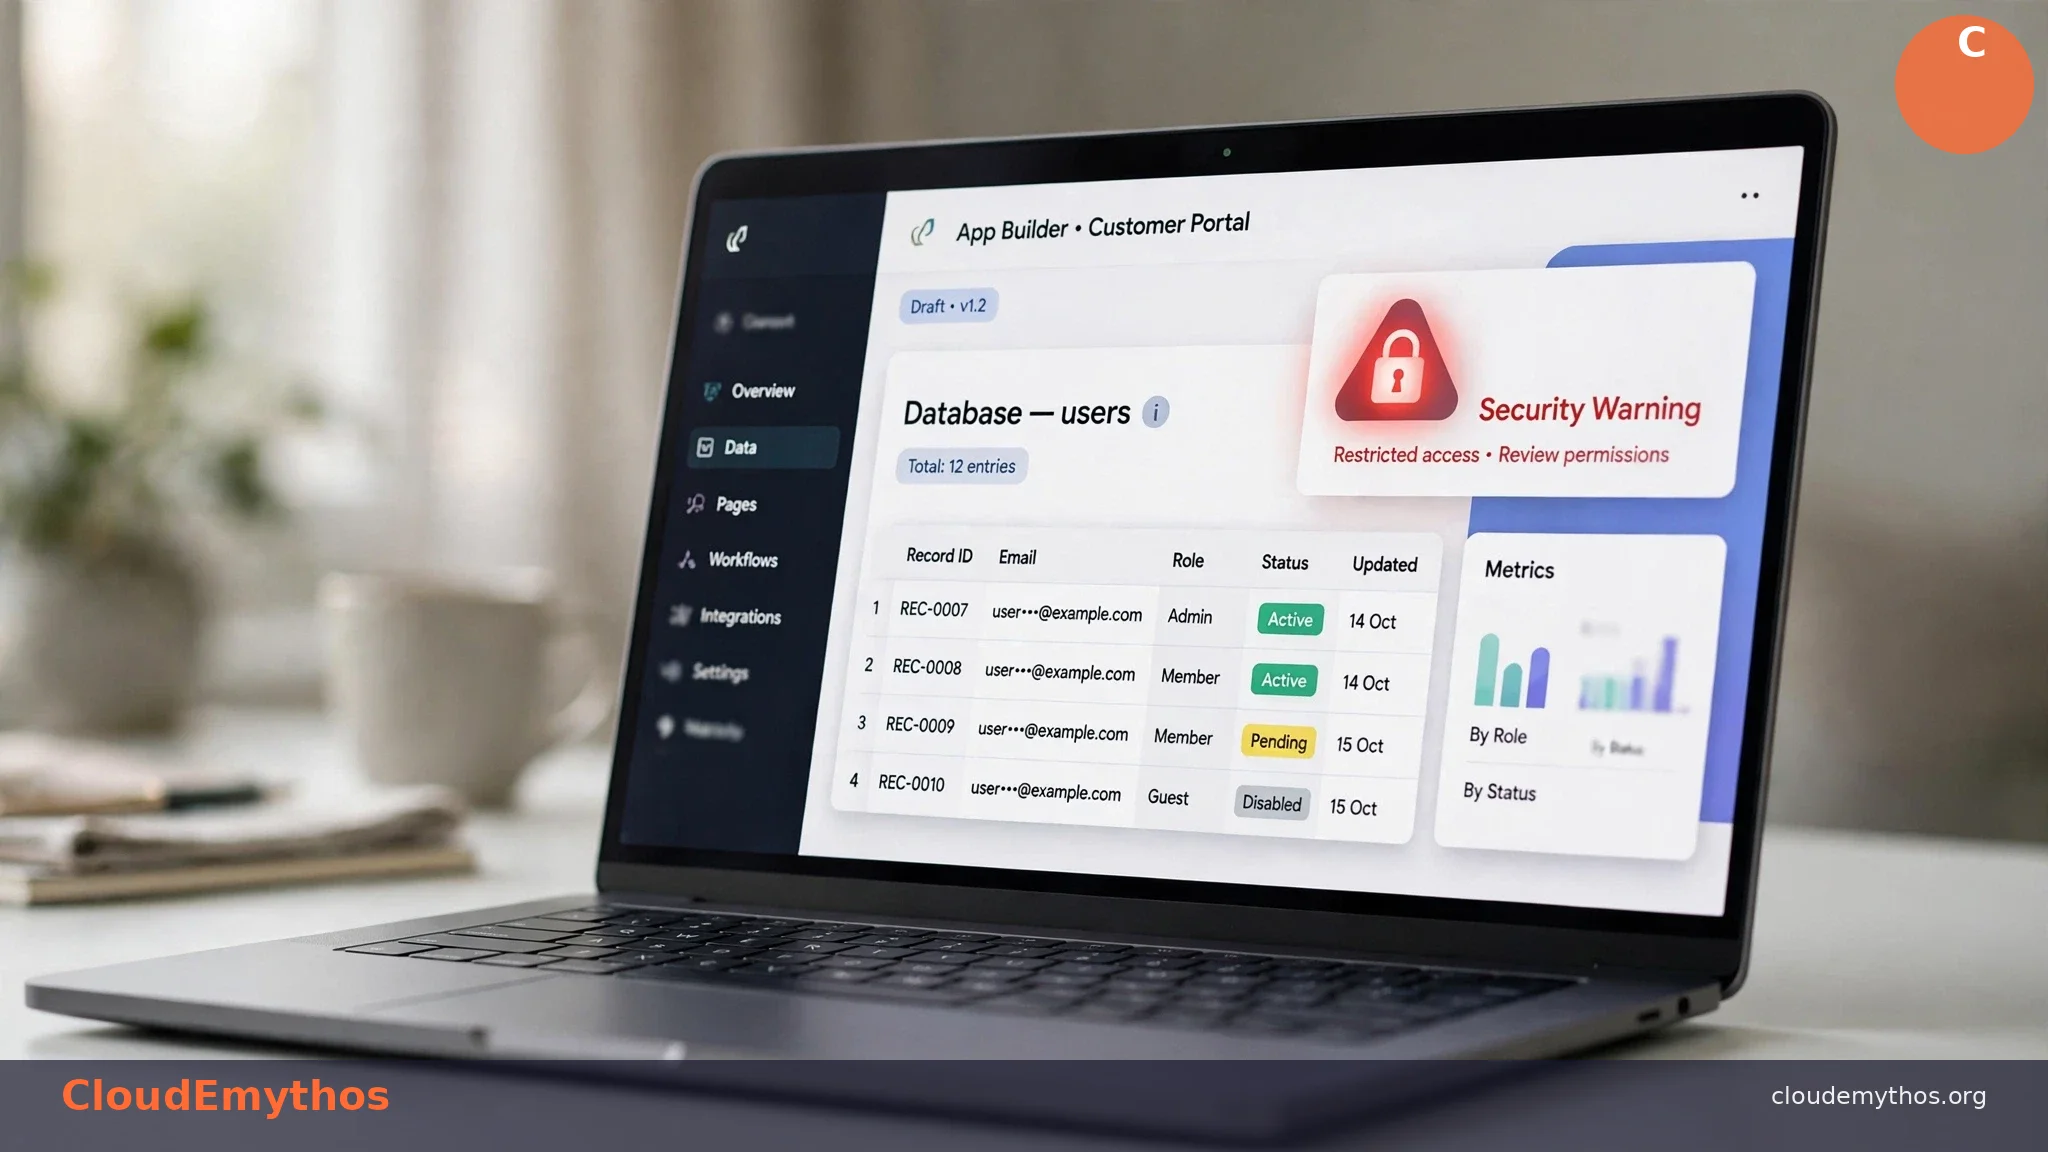 C
App Builder • Customer Portal
Draft • v1.2
Overview
Data
Pages
Workflows
Integrations
Settings
Database — users i
Total: 12 entries
Security Warning
Restricted access • Review permissions
Record ID Email Role Status Updated
1 REC-0007 user•••@example.com Admin Active 14 Oct
2 REC-0008 user•••@example.com Member Active 14 Oct
3 REC-0009 user•••@example.com Member Pending 15 Oct
4 REC-0010 user•••@example.com Guest Disabled 15 Oct
Metrics
By Role
By Status
CloudEmythos
cloudemythos.org